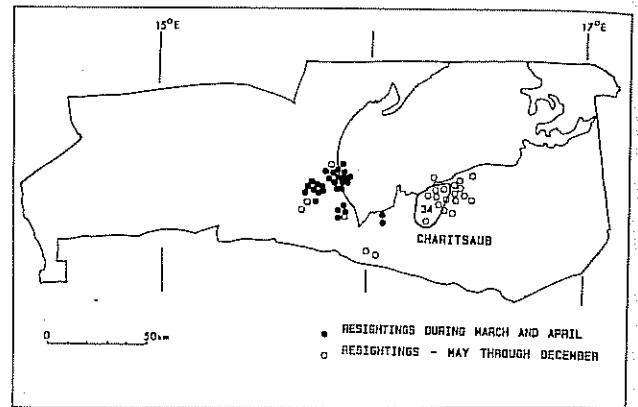 15°E 17°E
34
CHARITSAUB
0 50km
RESIGHTINGS DURING MARCH AND APRIL
RESIGHTINGS - MAY THROUGH DECEMBER